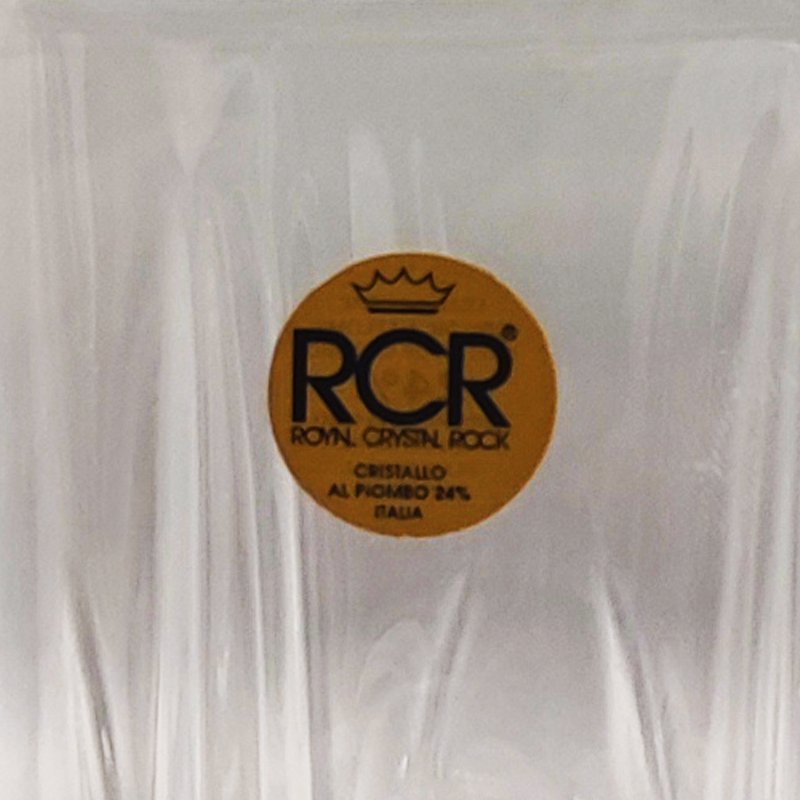 RCR®
ROYAL CRYSTAL ROCK
CRISTALLO
AL PIOMBO 24%
ITALIA